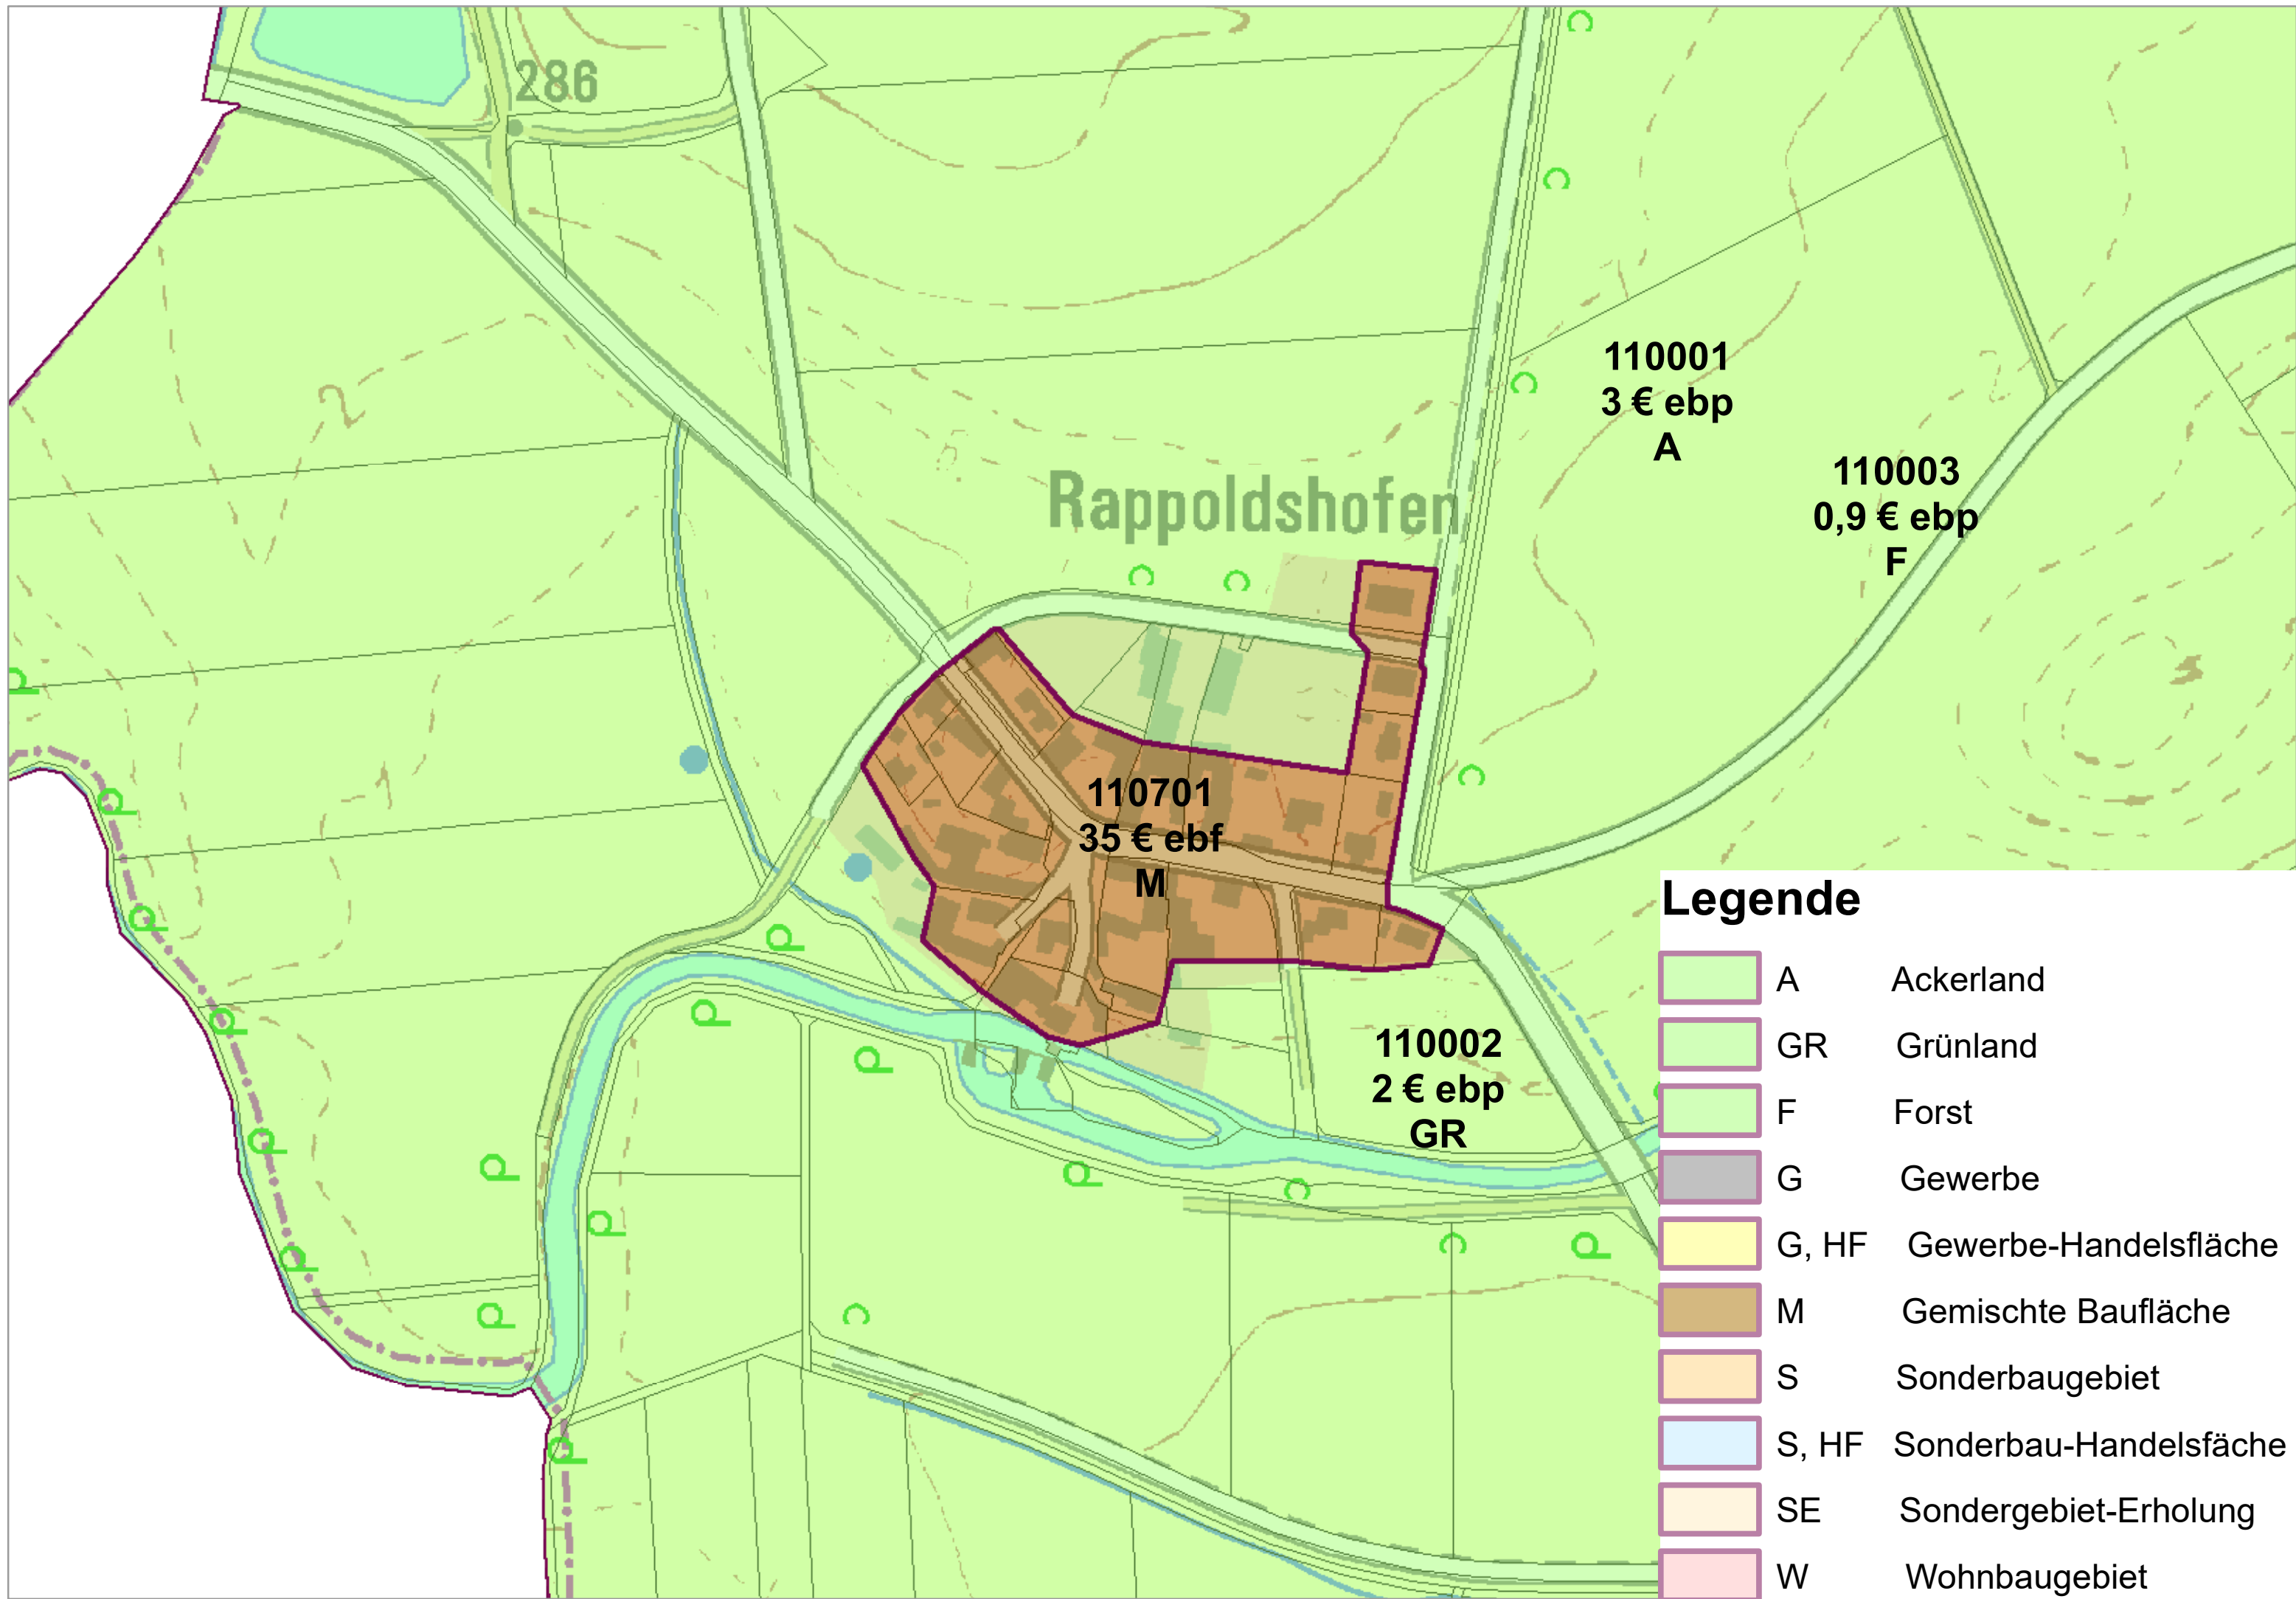 286
110001
3 € ebp
A
110003
0,9 € ebp
F
Rappoldshofen
110701
35 € ebf
M
110002
2 € ebp
GR
Legende
A Ackerland
GR Grünland
F Forst
G Gewerbe
G, HF Gewerbe-Handelsfläche
M Gemischte Baufläche
S Sonderbaugebiet
S, HF Sonderbau-Handelsfäche
SE Sondergebiet-Erholung
W Wohnbaugebiet